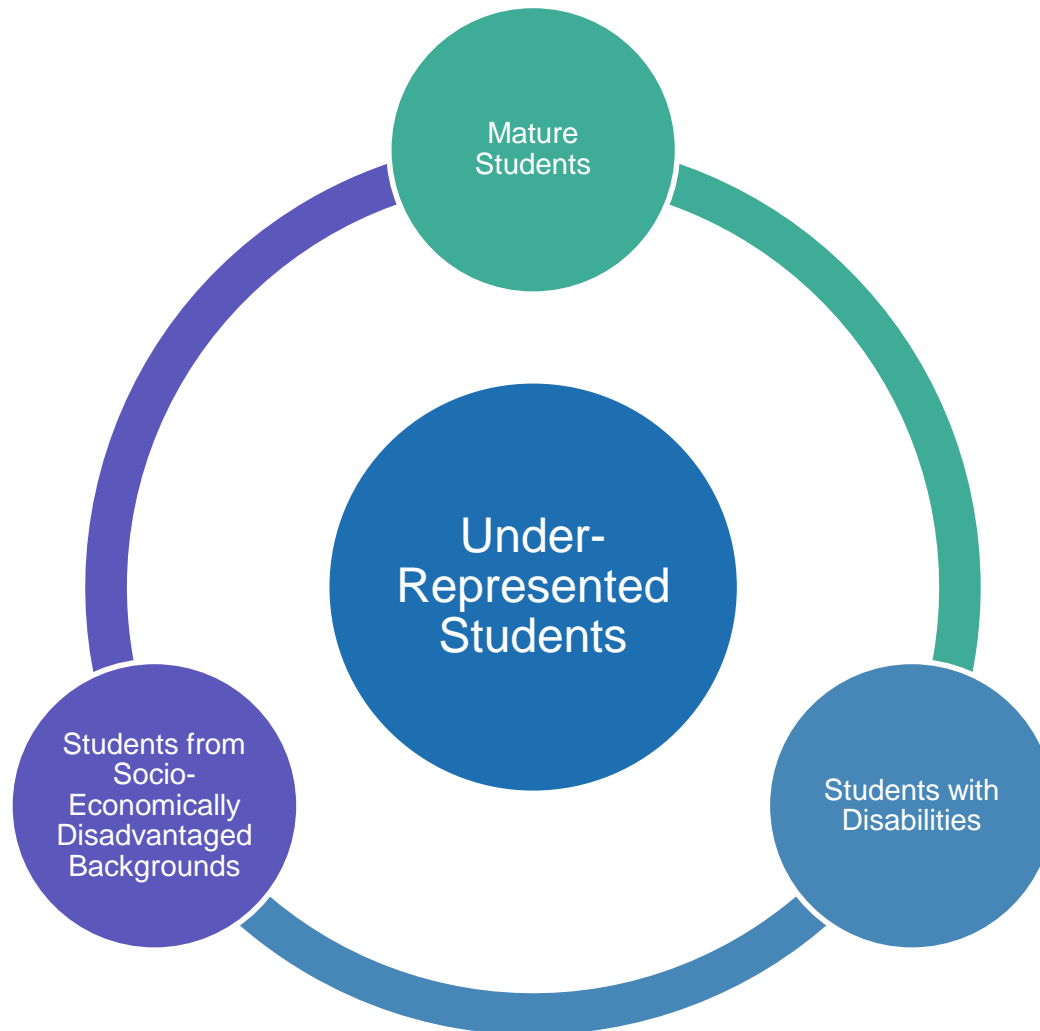 Mature
Students
Under-
Represented
Students
Students from
Socio-
Economically
Disadvantaged
Backgrounds
Students with
Disabilities